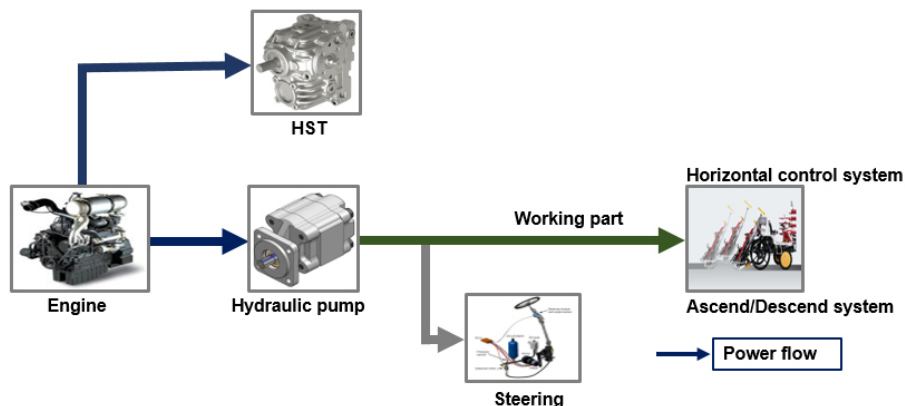 HST
Horizontal control system
Working part
Engine
Hydraulic pump
Ascend/Descend system
Power flow
Steering